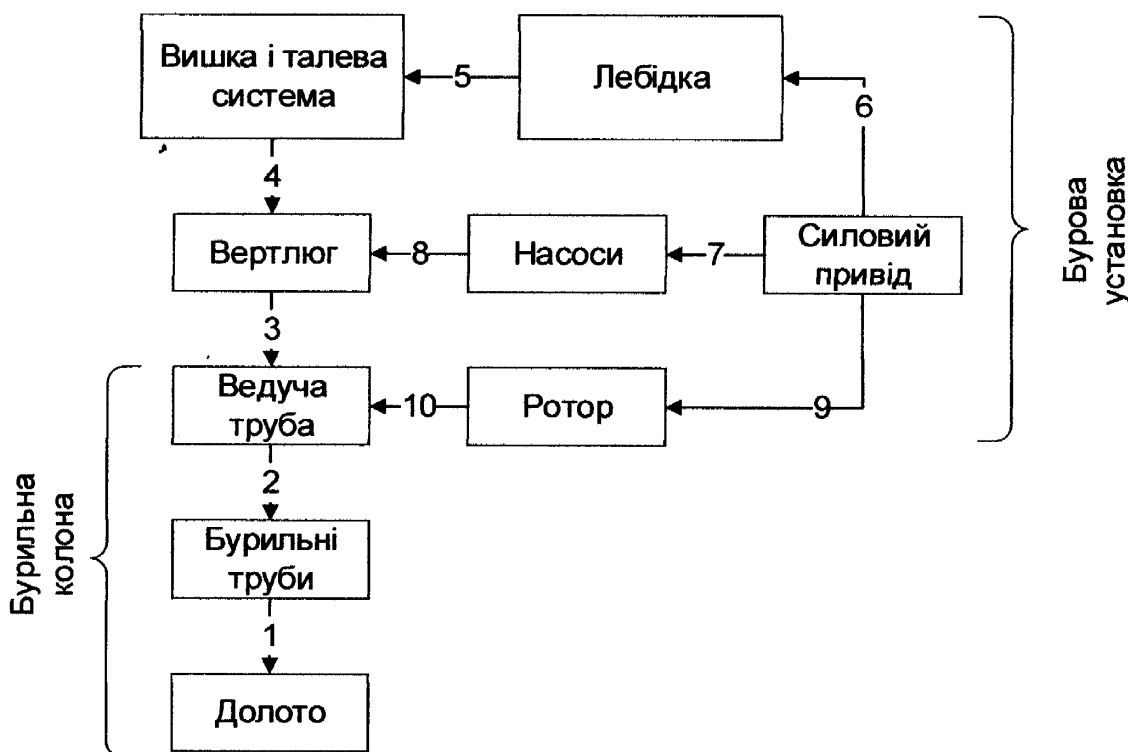 Вишка і талева
система
5
Лебідка
6
4
Вертлюг
8
Насоси
7
Силовий
привід
Бурова
установка
3
Ведуча
труба
10
Ротор
9
2
Бурильна
колона
Бурильні
труби
1
Долото